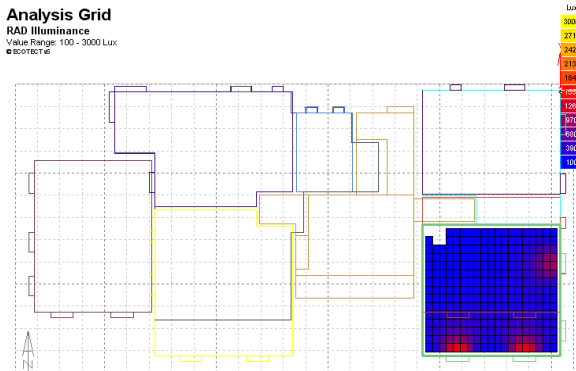 Analysis Grid
RAD Illuminance
Value Range: 100 - 3000 Lux
© ECOTECT v5
Lux
300
271
242
213
184
155
126
970
680
390
100
N